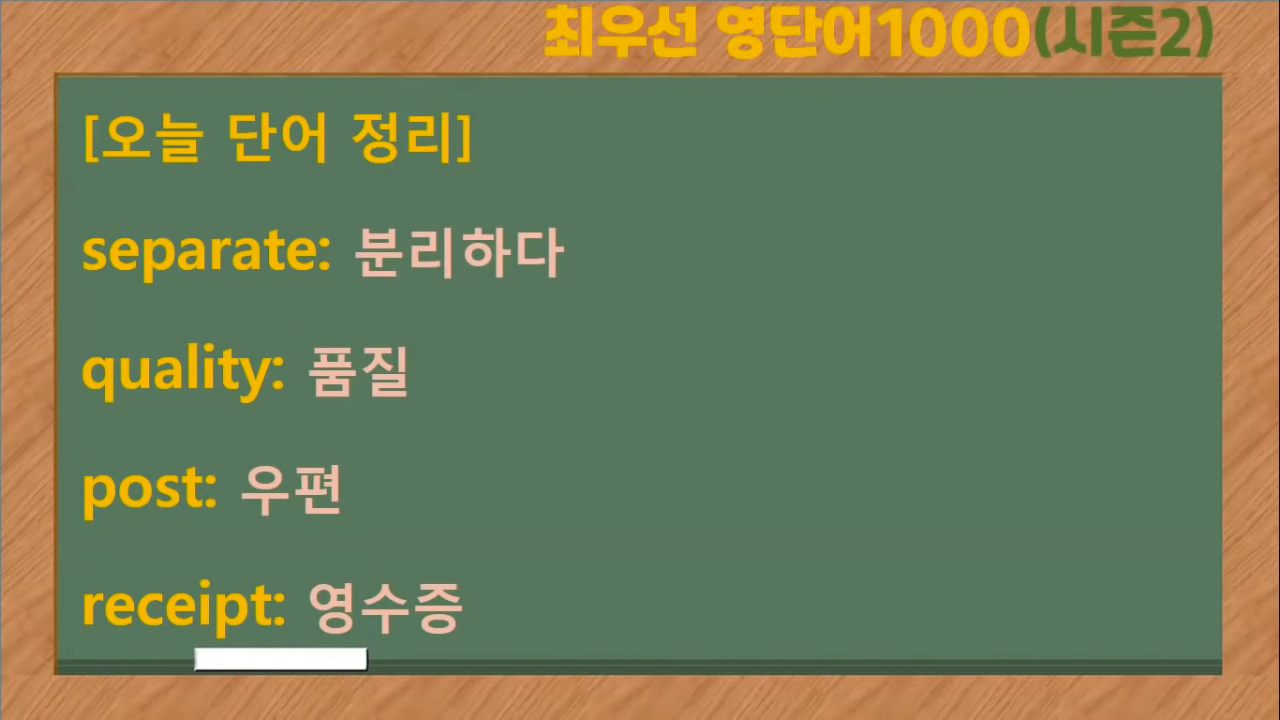 최우선 영단어1000(시즌2)
[오늘 단어 정리]
separate: 분리하다
quality: 품질
post: 우편
receipt: 영수증